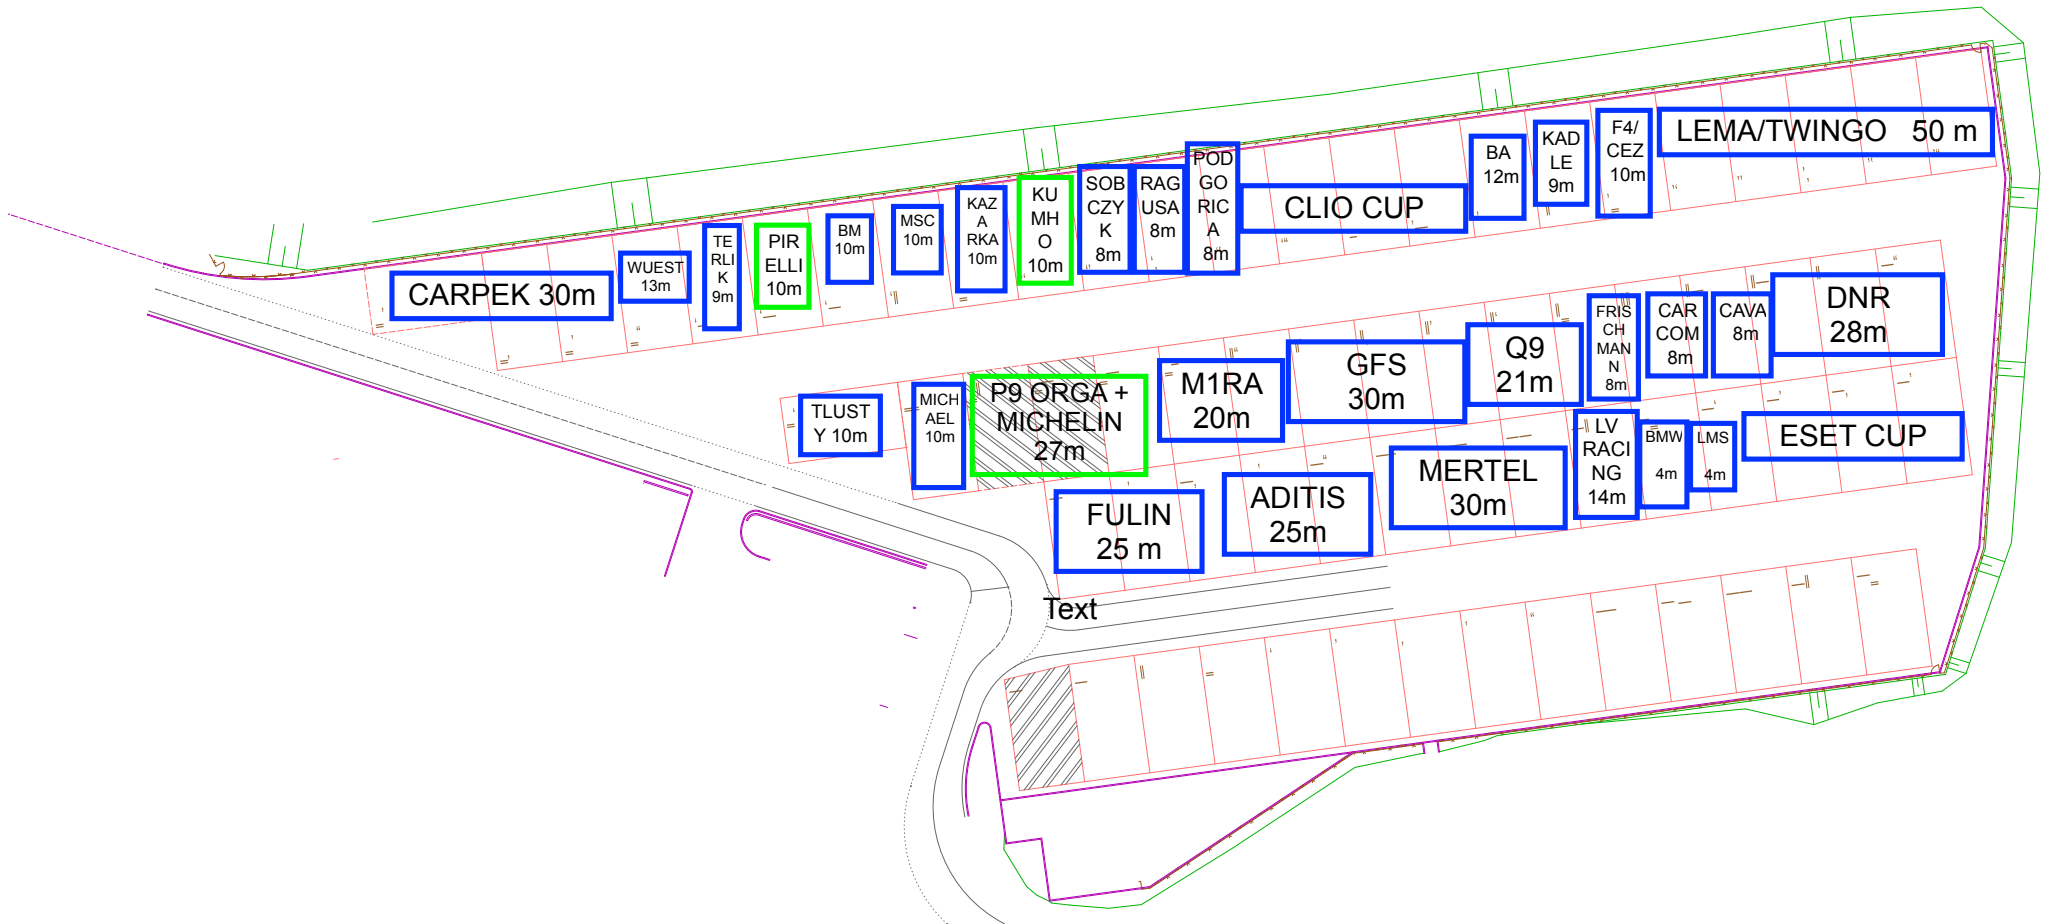 CARPEK 30m
WUEST
13m
TE
RLI
K
9m
PIR
ELLI
10m
BM
10m
MSC
10m
KAZ
A
RKA
10m
KU
MH
O
10m
SOB
CZY
K
8m
RAG
USA
8m
POD
GO
RIC
A
8m
CLIO CUP
BA
12m
KAD
LE
9m
F4/
CEZ
10m
LEMA/TWINGO 50 m
TLUST
Y 10m
MICH
AEL
10m
P9 ORGA +
MICHELIN
27m
M1RA
20m
GFS
30m
Q9
21m
FRIS
CH
MAN
N
8m
CAR
COM
8m
CAVA
8m
DNR
28m
FULIN
25 m
ADITIS
25m
MERTEL
30m
LV
RACI
NG
14m
BMW
4m
LMS
4m
ESET CUP
Text